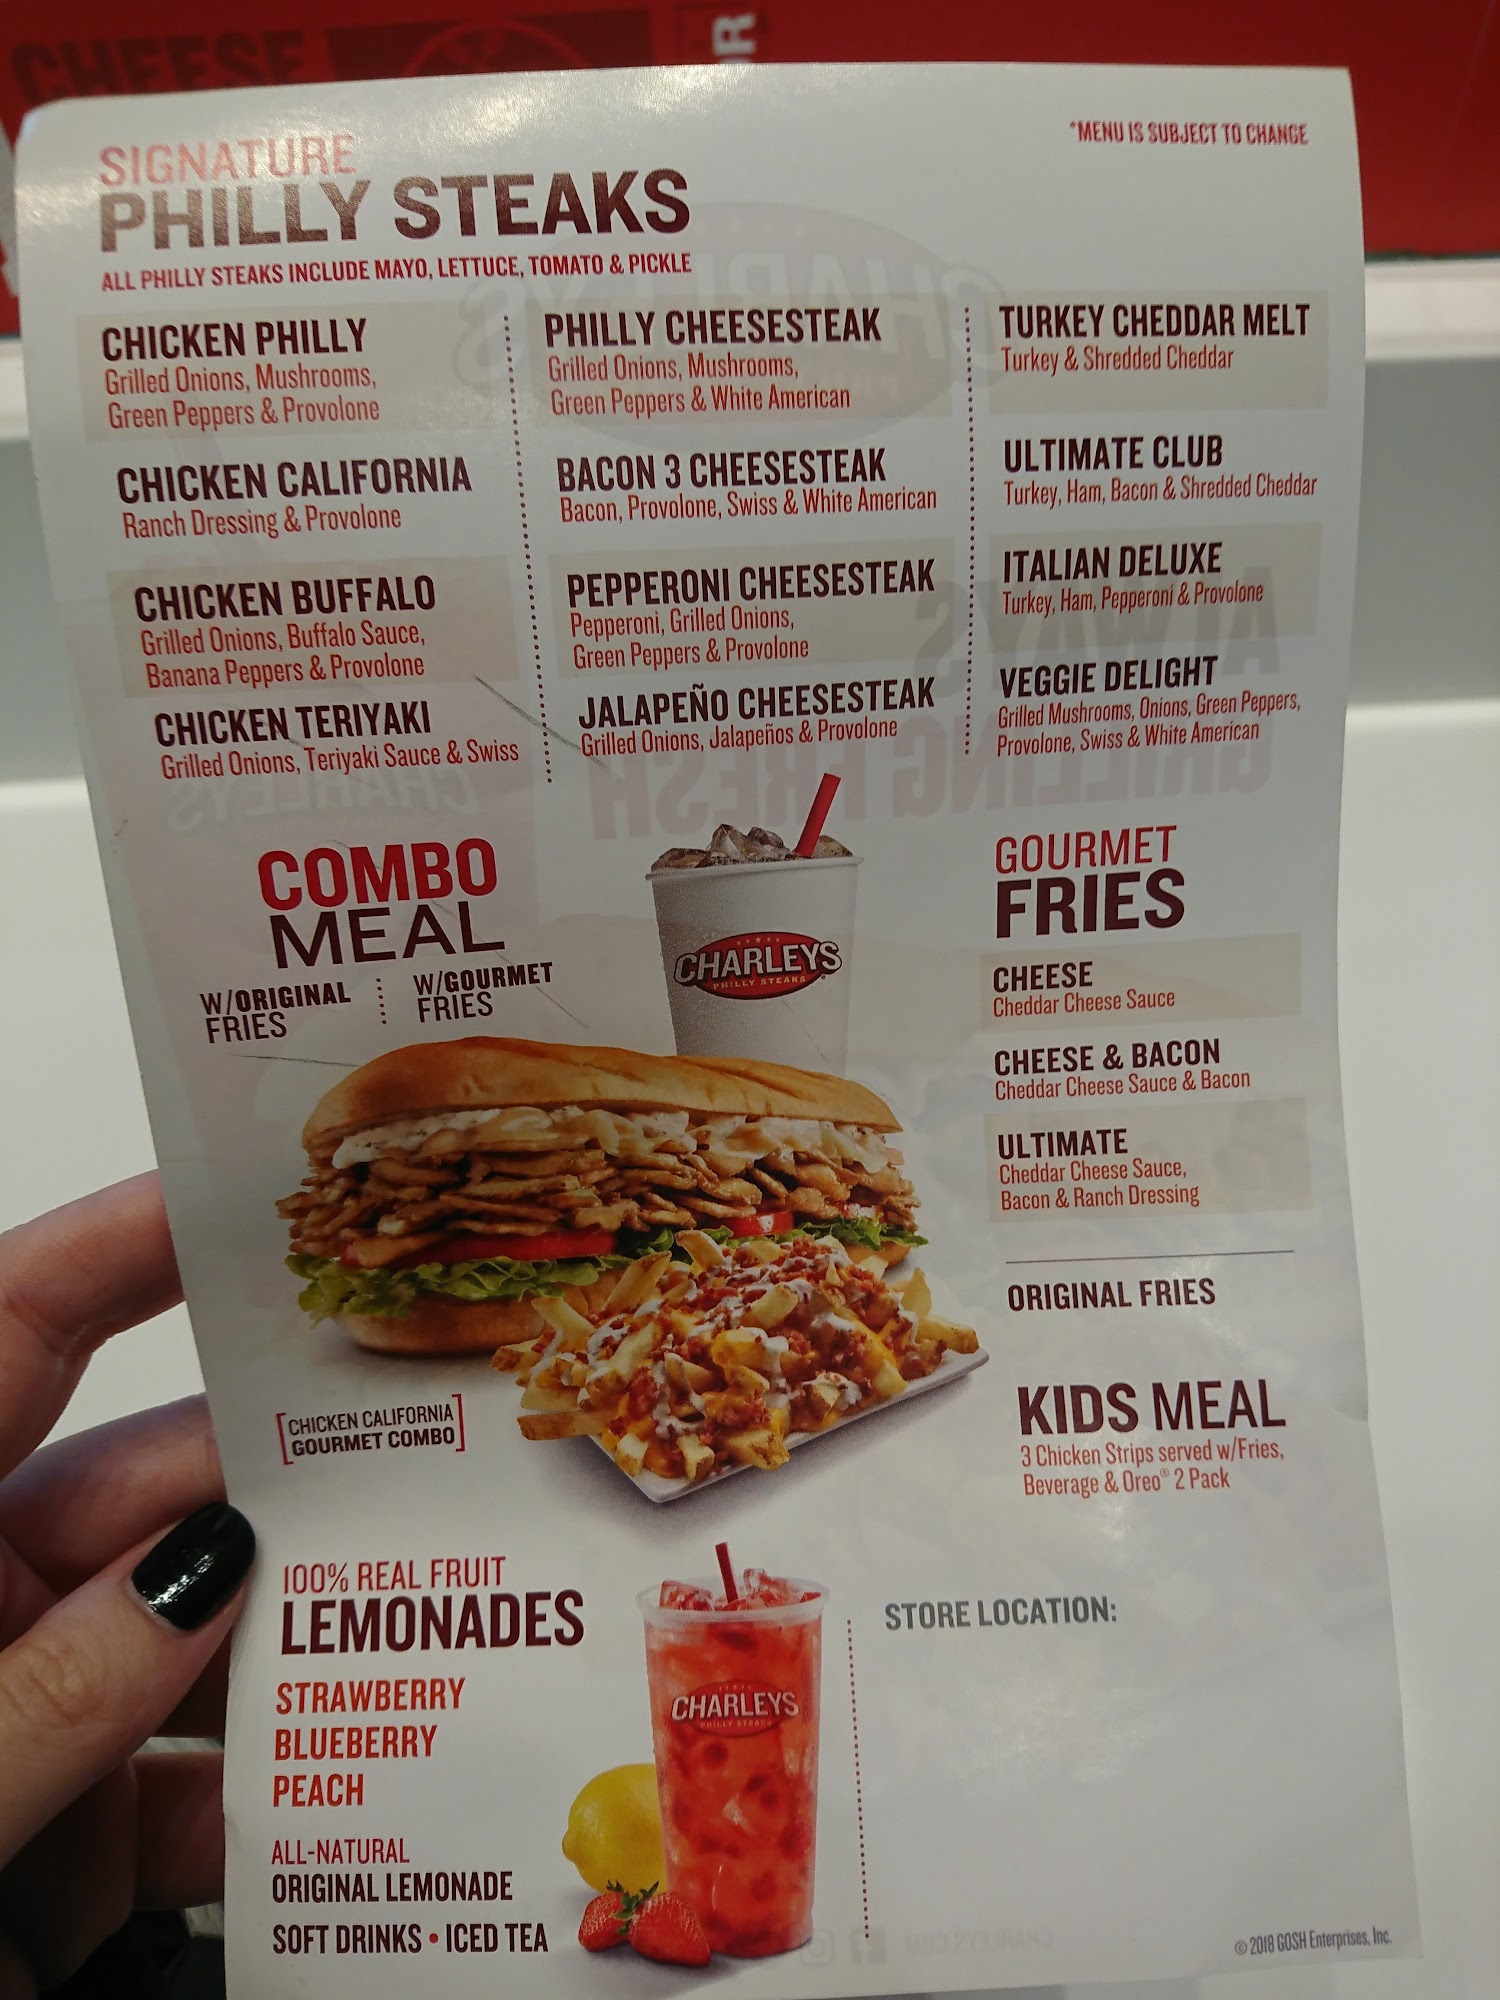 CHEESE
R
SIGNATURE
PHILLY STEAKS
ALL PHILLY STEAKS INCLUDE MAYO, LETTUCE, TOMATO & PICKLE
*MENU IS SUBJECT TO CHANGE
CHICKEN PHILLY
Grilled Onions, Mushrooms,
Green Peppers & Provolone
CHICKEN CALIFORNIA
Ranch Dressing & Provolone
CHICKEN BUFFALO
Grilled Onions, Buffalo Sauce,
Banana Peppers & Provolone
CHICKEN TERIYAKI
Grilled Onions, Teriyaki Sauce & Swiss
PHILLY CHEESESTEAK
Grilled Onions, Mushrooms,
Green Peppers & White American
BACON 3 CHEESESTEAK
Bacon, Provolone, Swiss & White American
PEPPERONI CHEESESTEAK
Pepperoni, Grilled Onions,
Green Peppers & Provolone
JALAPEÑO CHEESESTEAK
Grilled Onions, Jalapeños & Provolone
TURKEY CHEDDAR MELT
Turkey & Shredded Cheddar
ULTIMATE CLUB
Turkey, Ham, Bacon & Shredded Cheddar
ITALIAN DELUXE
Turkey, Ham, Pepperoni & Provolone
VEGGIE DELIGHT
Grilled Mushrooms, Onions, Green Peppers,
Provolone, Swiss & White American
COMBO
MEAL
W/ORIGINAL
FRIES
W/GOURMET
FRIES
CHARLEYS
PHILLY STEAKS
[CHICKEN CALIFORNIA
GOURMET COMBO]
GOURMET
FRIES
CHEESE
Cheddar Cheese Sauce
CHEESE & BACON
Cheddar Cheese Sauce & Bacon
ULTIMATE
Cheddar Cheese Sauce,
Bacon & Ranch Dressing
ORIGINAL FRIES
KIDS MEAL
3 Chicken Strips served w/Fries,
Beverage & Oreo® 2 Pack
100% REAL FRUIT
LEMONADES
STRAWBERRY
BLUEBERRY
PEACH
ALL-NATURAL
ORIGINAL LEMONADE
SOFT DRINKS • ICED TEA
CHARLEYS
PHILLY STEAKS
STORE LOCATION:
© 2018 GOSH Enterprises, Inc.